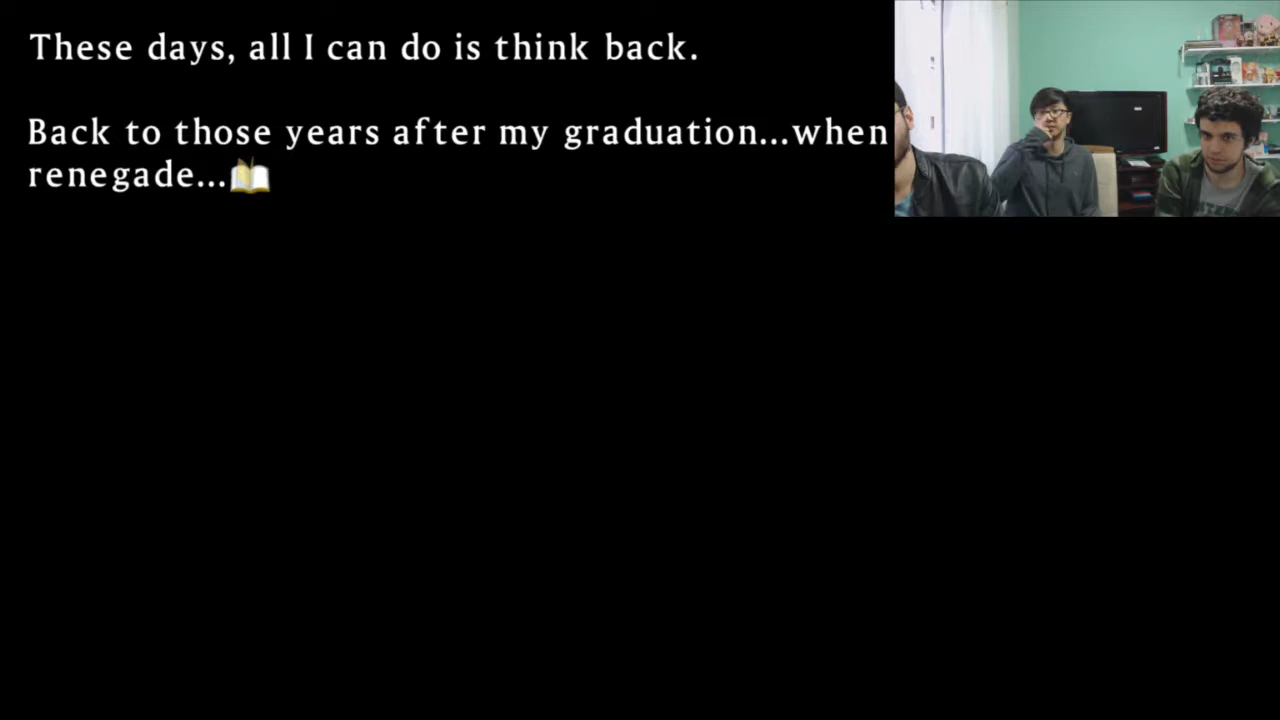 These days, all I can do is think back.
Back to those years after my graduation...when
renegade...